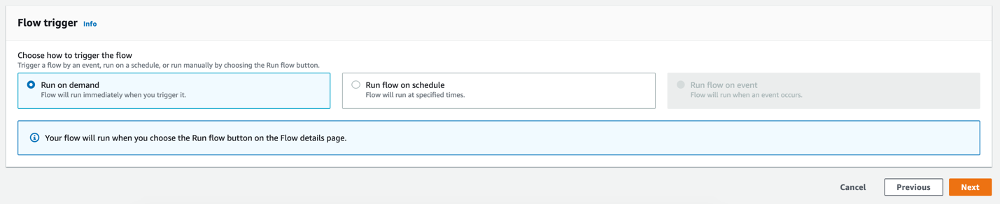 Flow trigger Info
Choose how to trigger the flow
Trigger a flow by an event, run on a schedule, or run manually by choosing the Run flow button.
Run on demand
Flow will run immediately when you trigger it.
Run flow on schedule
Flow will run at specified times.
Run flow on event
Flow will run when an event occurs.
Your flow will run when you choose the Run flow button on the Flow details page.
Cancel Previous Next